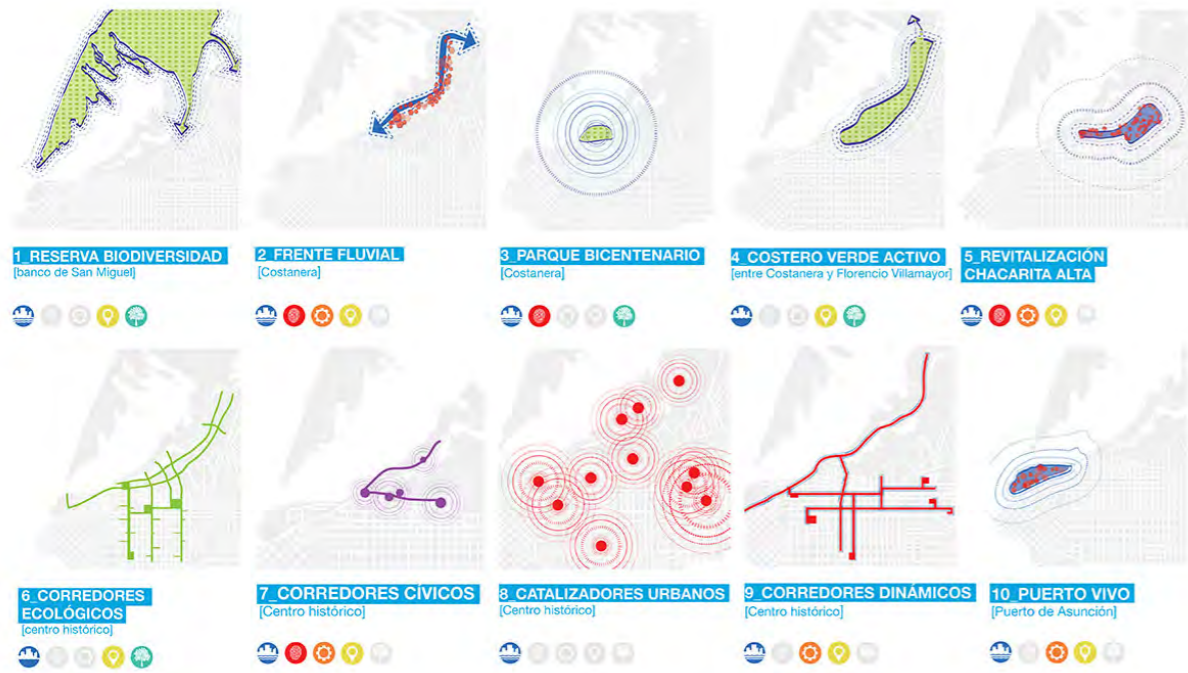 1_RESERVA BIODIVERSIDAD
[banco de San Miguel]
2_FRENTE FLUVIAL
[Costanera]
3_PARQUE BICENTENARIO
[Costanera]
4_COSTERO VERDE ACTIVO
[entre Costanera y Florencio Villamayor]
5_REVITALIZACIÓN
CHACARITA ALTA
6_CORREDORES
ECOLÓGICOS
[centro histórico]
7_CORREDORES CÍVICOS
[Centro histórico]
8_CATALIZADORES URBANOS
[Centro histórico]
9_CORREDORES DINÁMICOS
[Centro histórico]
10_PUERTO VIVO
[Puerto de Asunción]